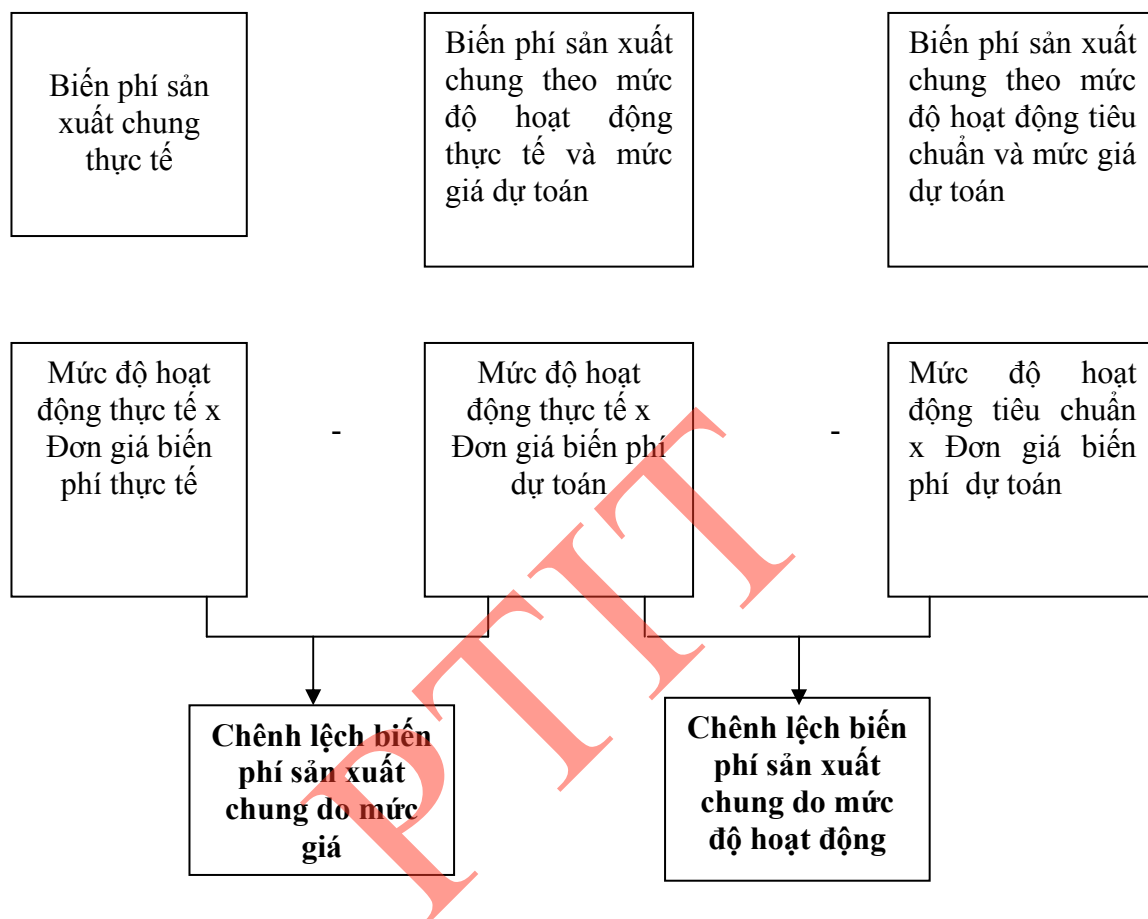 Biến phí sản
xuất chung
thực tế
Biến phí sản xuất
chung theo mức
độ hoạt động
thực tế và mức
giá dự toán
Biến phí sản xuất
chung theo mức
độ hoạt động tiêu
chuẩn và mức giá
dự toán
Mức độ hoạt
động thực tế x
Đơn giá biến
phí thực tế
-
Mức độ hoạt
động thực tế x
Đơn giá biến phí
dự toán
-
Mức độ hoạt
động tiêu chuẩn
x Đơn giá biến
phí dự toán
Chênh lệch biến
phí sản xuất
chung do mức
giá
Chênh lệch biến
phí sản xuất
chung do mức
độ hoạt động
PTIT